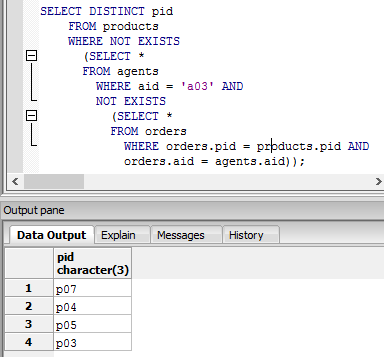 SELECT DISTINCT pid
FROM products
WHERE NOT EXISTS
(SELECT *
FROM agents
WHERE aid = 'a03' AND
NOT EXISTS
(SELECT *
FROM orders
WHERE orders.pid = products.pid AND
orders.aid = agents.aid));
Output pane
Data Output Explain Messages History
pid
character(3)
1 p07
2 p04
3 p05
4 p03